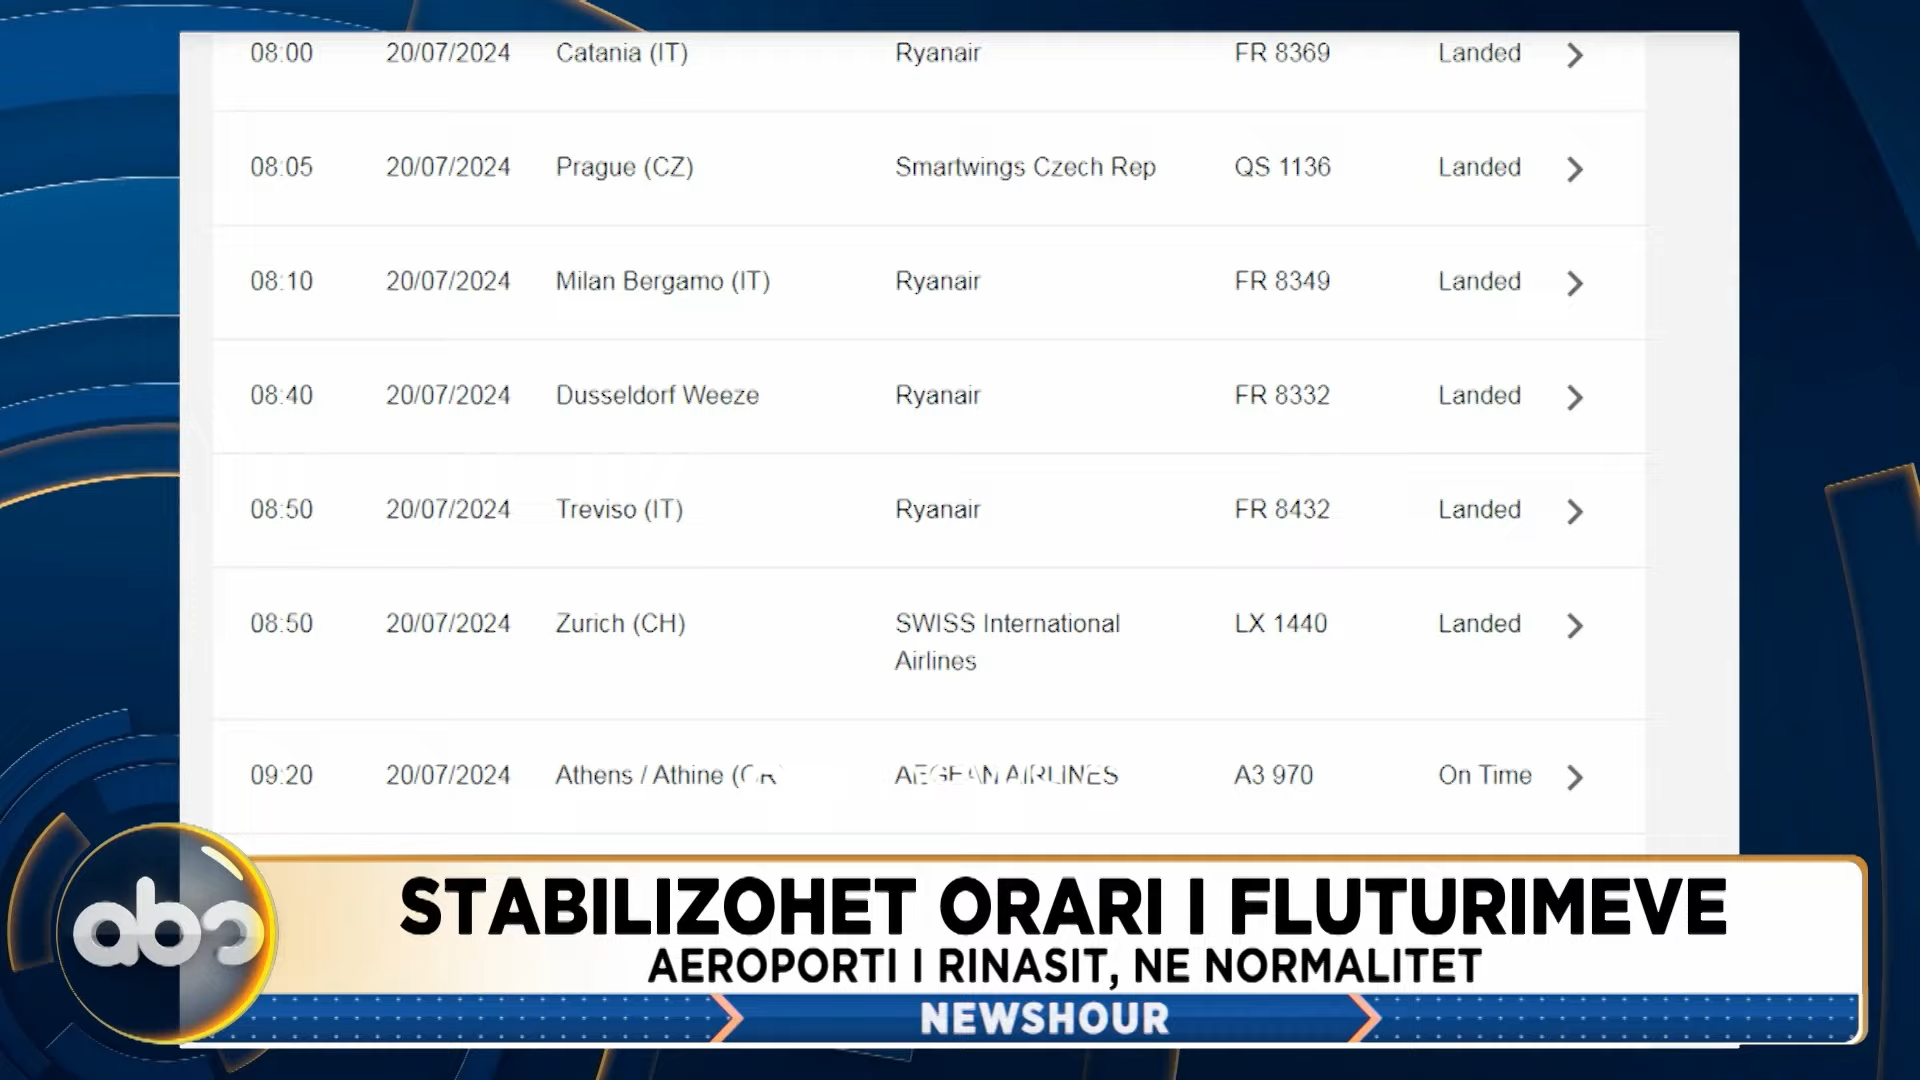 08:00 20/07/2024 Catania (IT) Ryanair FR 8369 Landed
08:05 20/07/2024 Prague (CZ) Smartwings Czech Rep QS 1136 Landed
08:10 20/07/2024 Milan Bergamo (IT) Ryanair FR 8349 Landed
08:40 20/07/2024 Dusseldorf Weeze Ryanair FR 8332 Landed
08:50 20/07/2024 Treviso (IT) Ryanair FR 8432 Landed
08:50 20/07/2024 Zurich (CH) SWISS International LX 1440 Landed
Airlines
09:20 20/07/2024 Athens / Athine (GR AEGEAN AIRLINES A3 970 On Time
abc
STABILIZOHET ORARI I FLUTURIMEVE
AEROPORTI I RINASIT, NE NORMALITET
NEWSHOUR